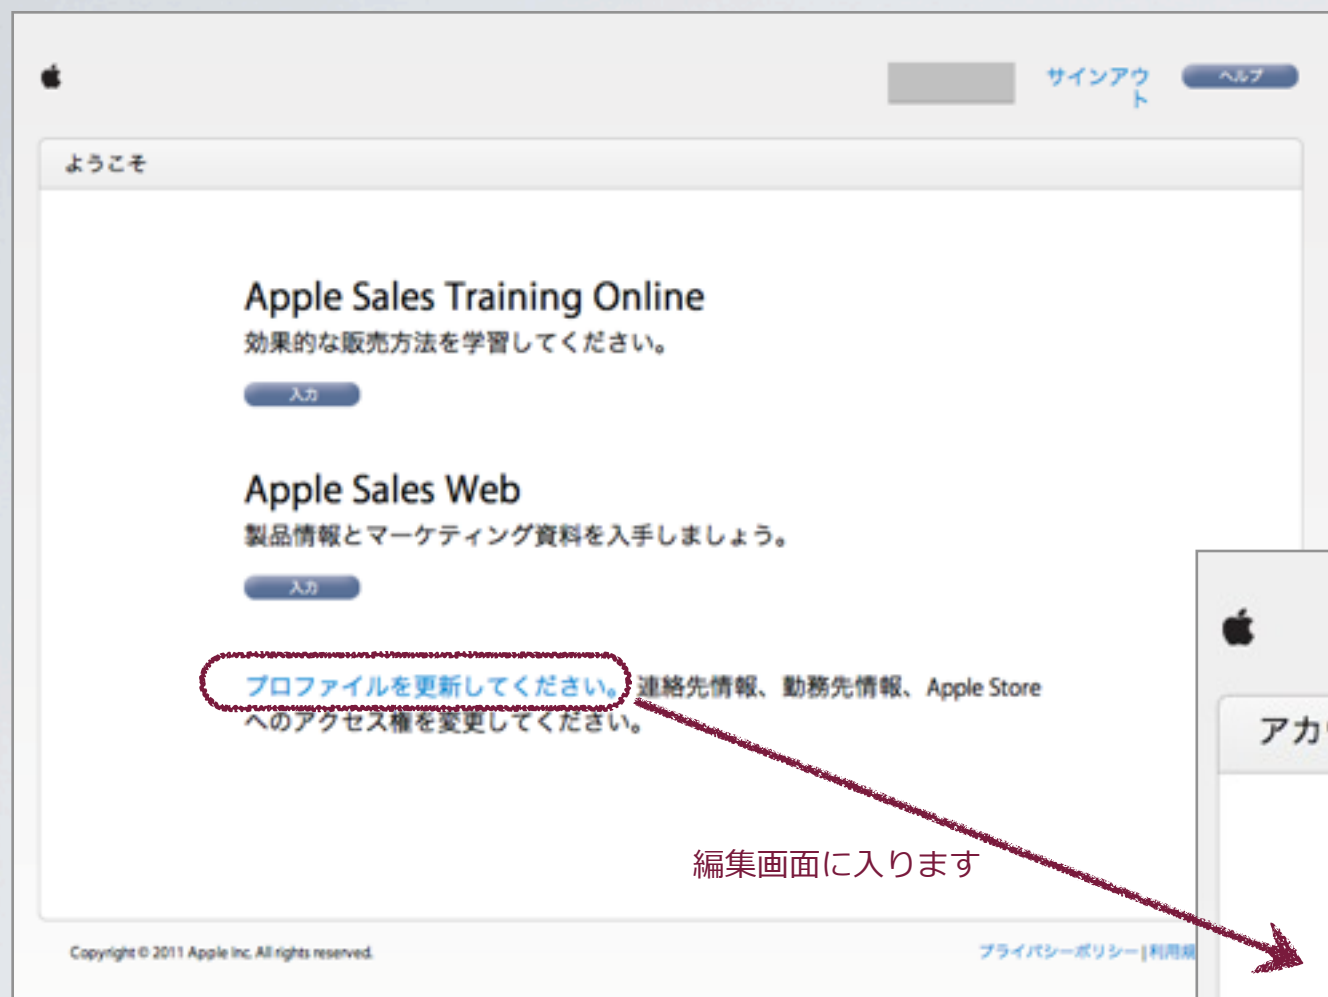 サインアウ
ト
ヘルプ
ようこそ
Apple Sales Training Online
効果的な販売方法を学習してください。
入力
Apple Sales Web
製品情報とマーケティング資料を入手しましょう。
入力
プロファイルを更新してください。 連絡先情報、勤務先情報、Apple Store
へのアクセス権を変更してください。
編集画面に入ります
アカ
Copyright © 2011 Apple Inc. All rights reserved.
プライバシーポリシー | 利用規